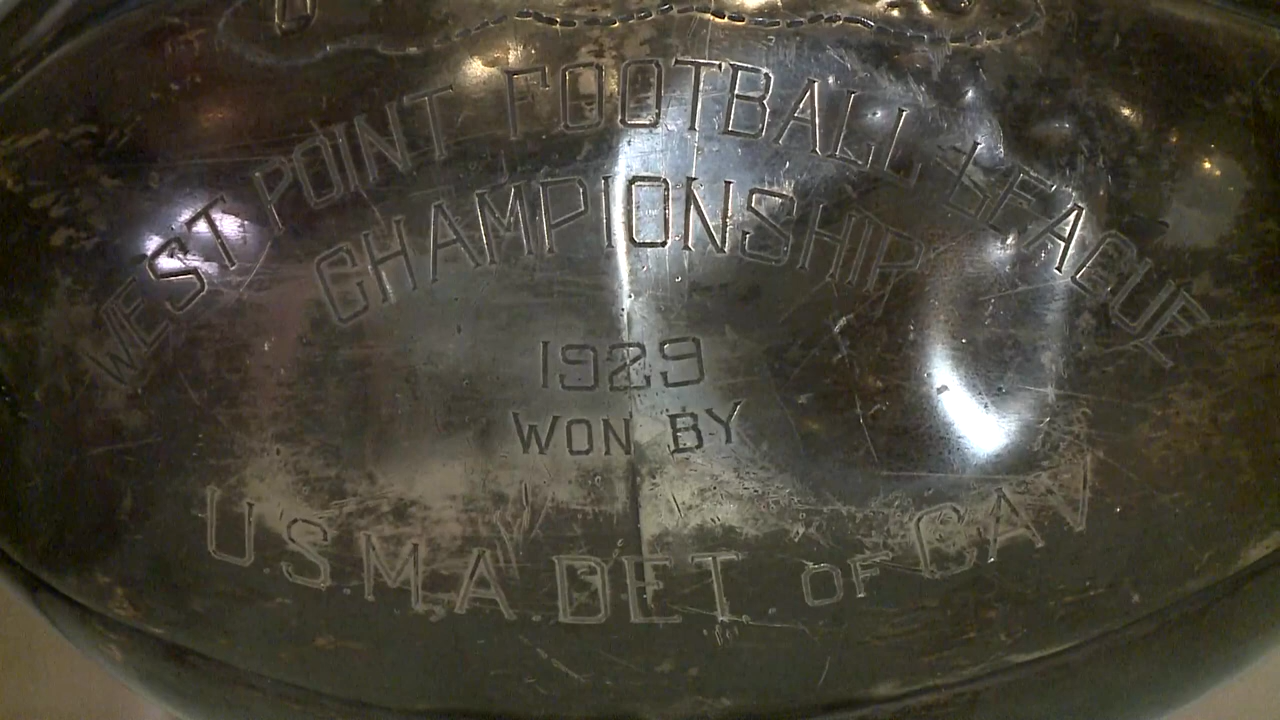 WEST POINT FOOTBALL LEAGUE
CHAMPIONSHIP
1929
WON BY
U.S.M.A. DET. OF CAV